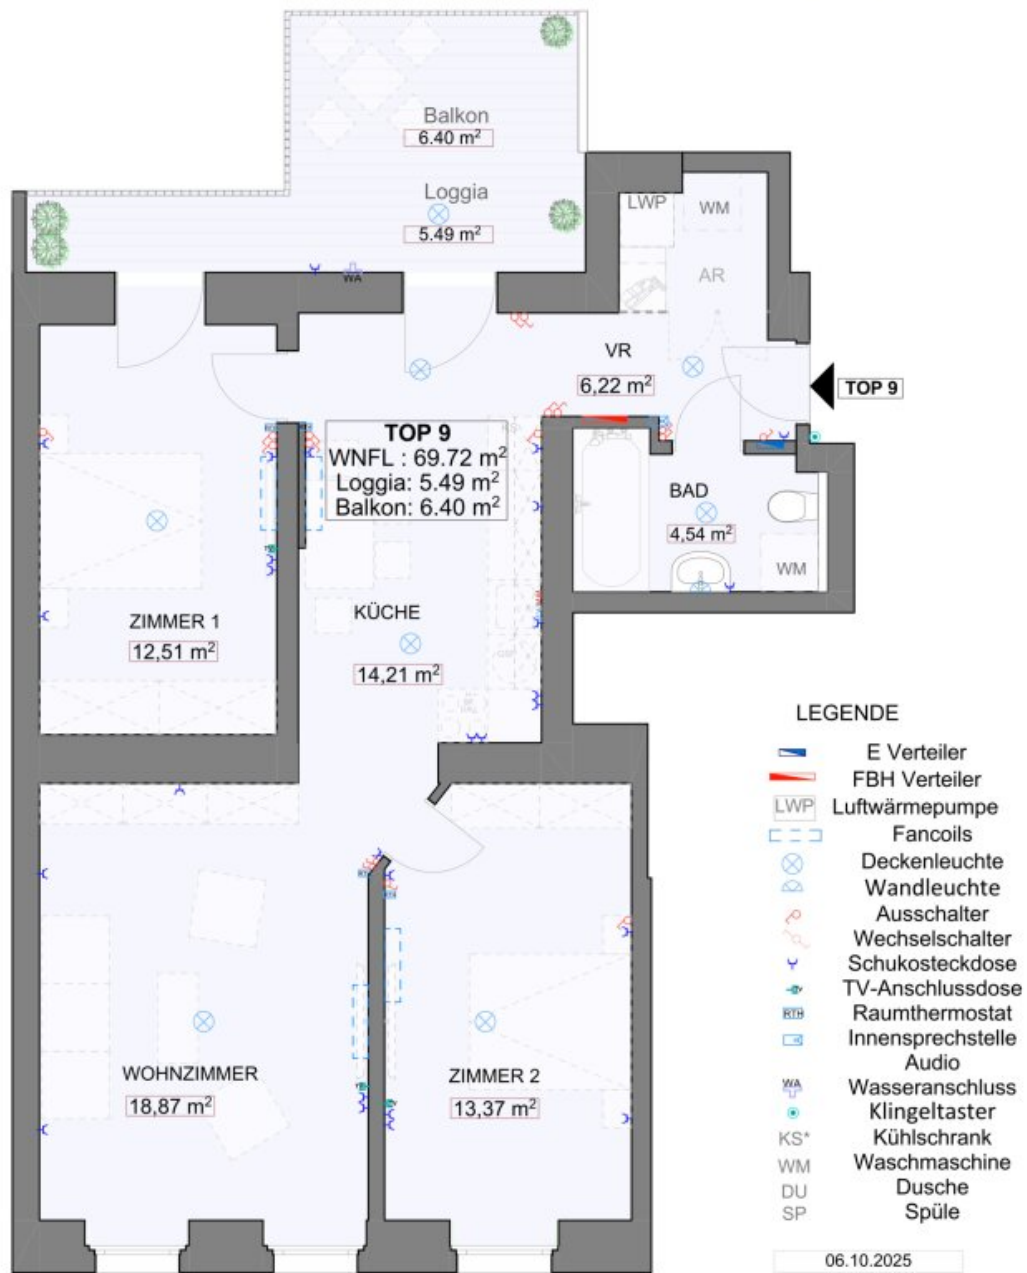 Balkon
6.40 m²
Loggia
5.49 m²
WA
LWP
WM
AR
VR
6,22 m²
TOP 9
TOP 9
WNFL : 69.72 m²
Loggia: 5.49 m²
Balkon: 6.40 m²
KS*
BAD
4,54 m²
WM
ZIMMER 1
12,51 m²
KÜCHE
14,21 m²
WOHNZIMMER
18,87 m²
ZIMMER 2
13,37 m²
LEGENDE
E Verteiler
FBH Verteiler
LWP Luftwärmepumpe
Fancoils
Deckenleuchte
Wandleuchte
Ausschalter
Wechselschalter
Schukosteckdose
TV TV-Anschlussdose
RTH Raumthermostat
Innensprechstelle
Audio
WA Wasseranschluss
Klingeltaster
KS* Kühlschrank
WM Waschmaschine
DU Dusche
SP Spüle
06.10.2025